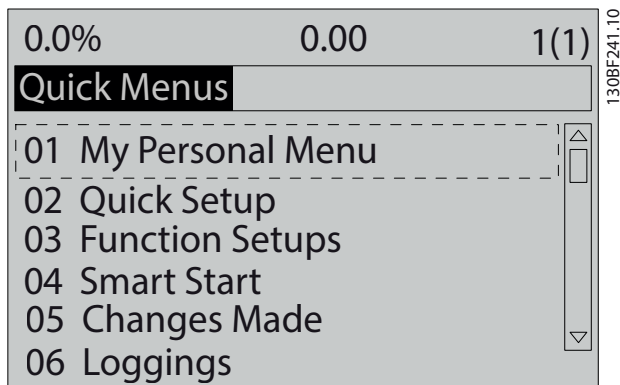 0.0% 0.00 1(1)
Quick Menus
01 My Personal Menu
02 Quick Setup
03 Function Setups
04 Smart Start
05 Changes Made
06 Loggings
130BF241.10